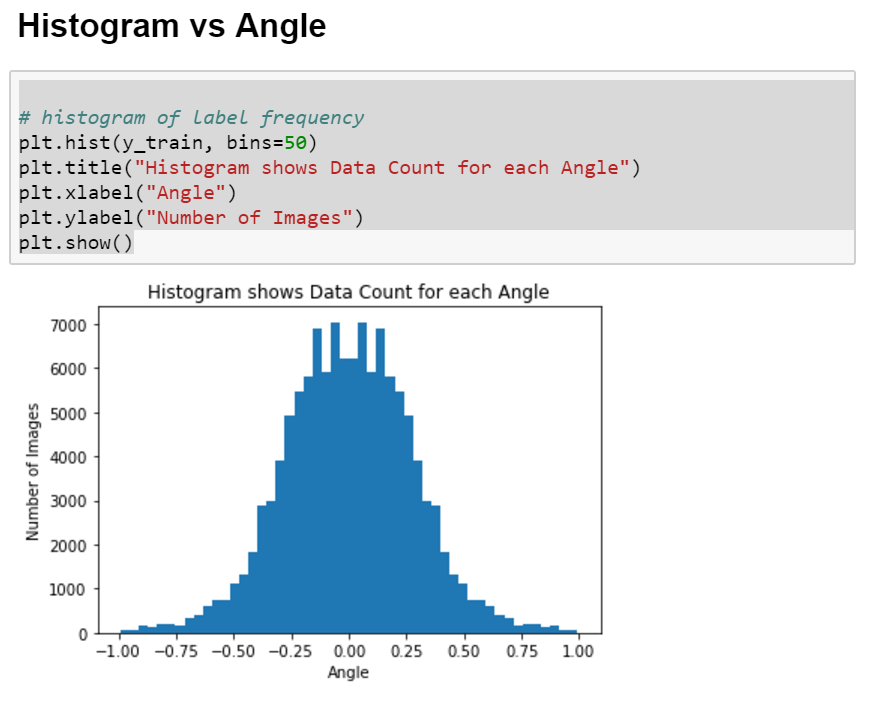 Histogram vs Angle
# histogram of label frequency
plt.hist(y_train, bins=50)
plt.title("Histogram shows Data Count for each Angle")
plt.xlabel("Angle")
plt.ylabel("Number of Images")
plt.show()
Histogram shows Data Count for each Angle
7000
6000
5000
4000
3000
2000
1000
0
Number of Images
−1.00 −0.75 −0.50 −0.25 0.00 0.25 0.50 0.75 1.00
Angle